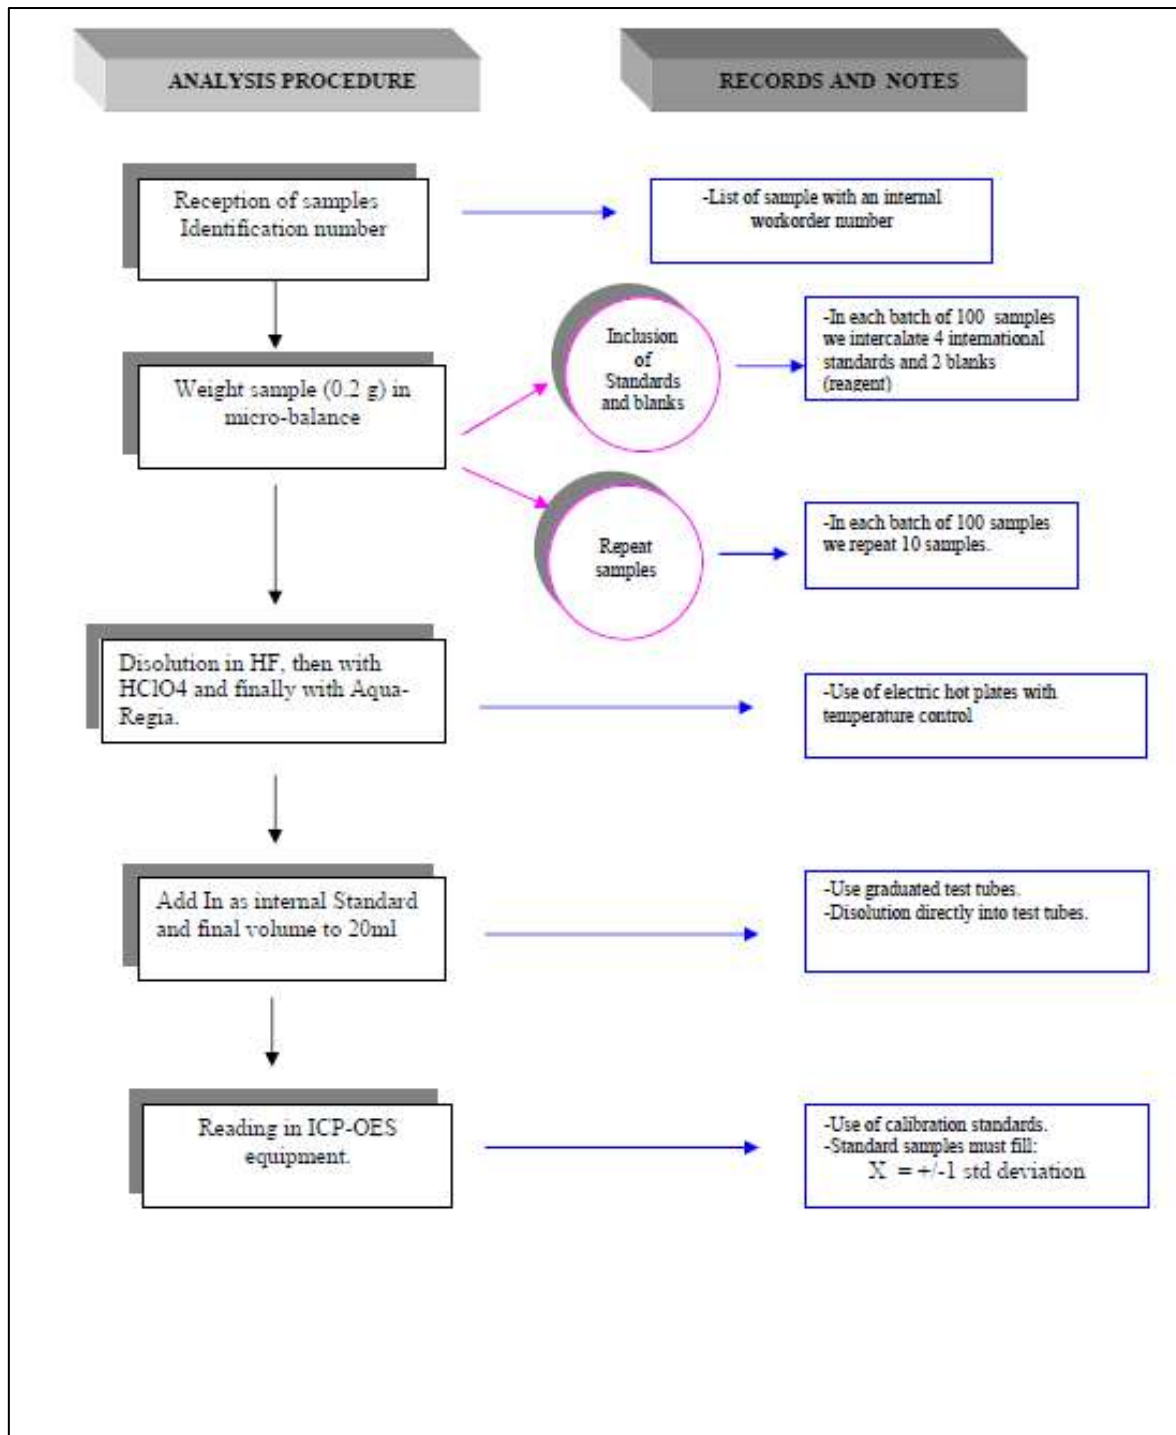 ANALYSIS PROCEDURE
RECORDS AND NOTES
Reception of samples
Identification number
-List of sample with an internal
workorder number
Weight sample (0.2 g) in
micro-balance
Inclusion
of
Standards
and blanks
-In each batch of 100 samples
we intercalate 4 international
standards and 2 blanks
(reagent)
Repeat
samples
-In each batch of 100 samples
we repeat 10 samples.
Disolution in HF, then with
HClO4 and finally with Aqua-
Regia.
-Use of electric hot plates with
temperature control
Add In as internal Standard
and final volume to 20ml
-Use graduated test tubes.
-Disolution directly into test tubes.
Reading in ICP-OES
equipment.
-Use of calibration standards.
-Standard samples must fill:
X = +/-1 std deviation